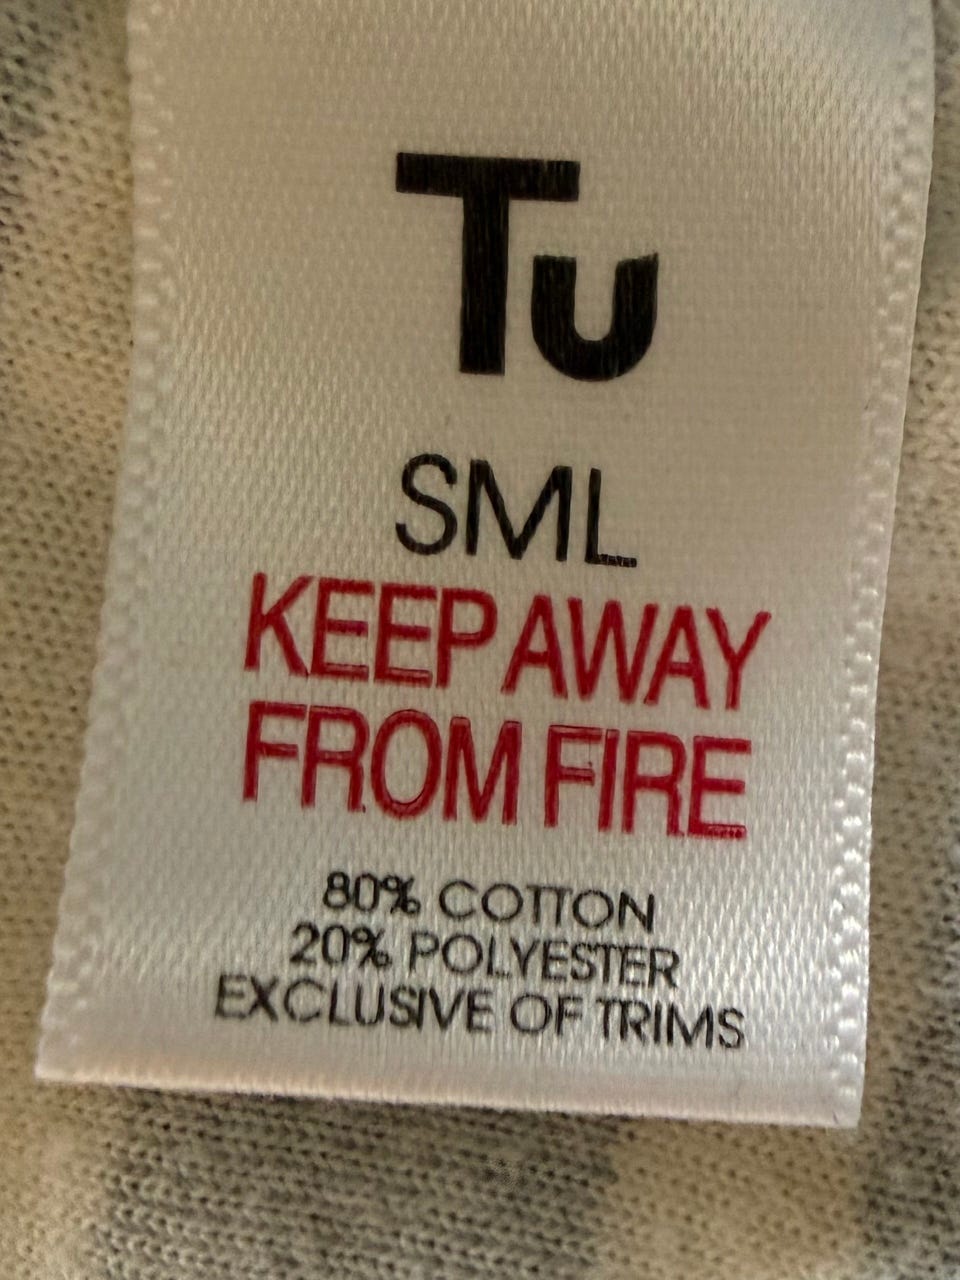 Tu
SML
KEEP AWAY
FROM FIRE
80% COTTON
20% POLYESTER
EXCLUSIVE OF TRIMS